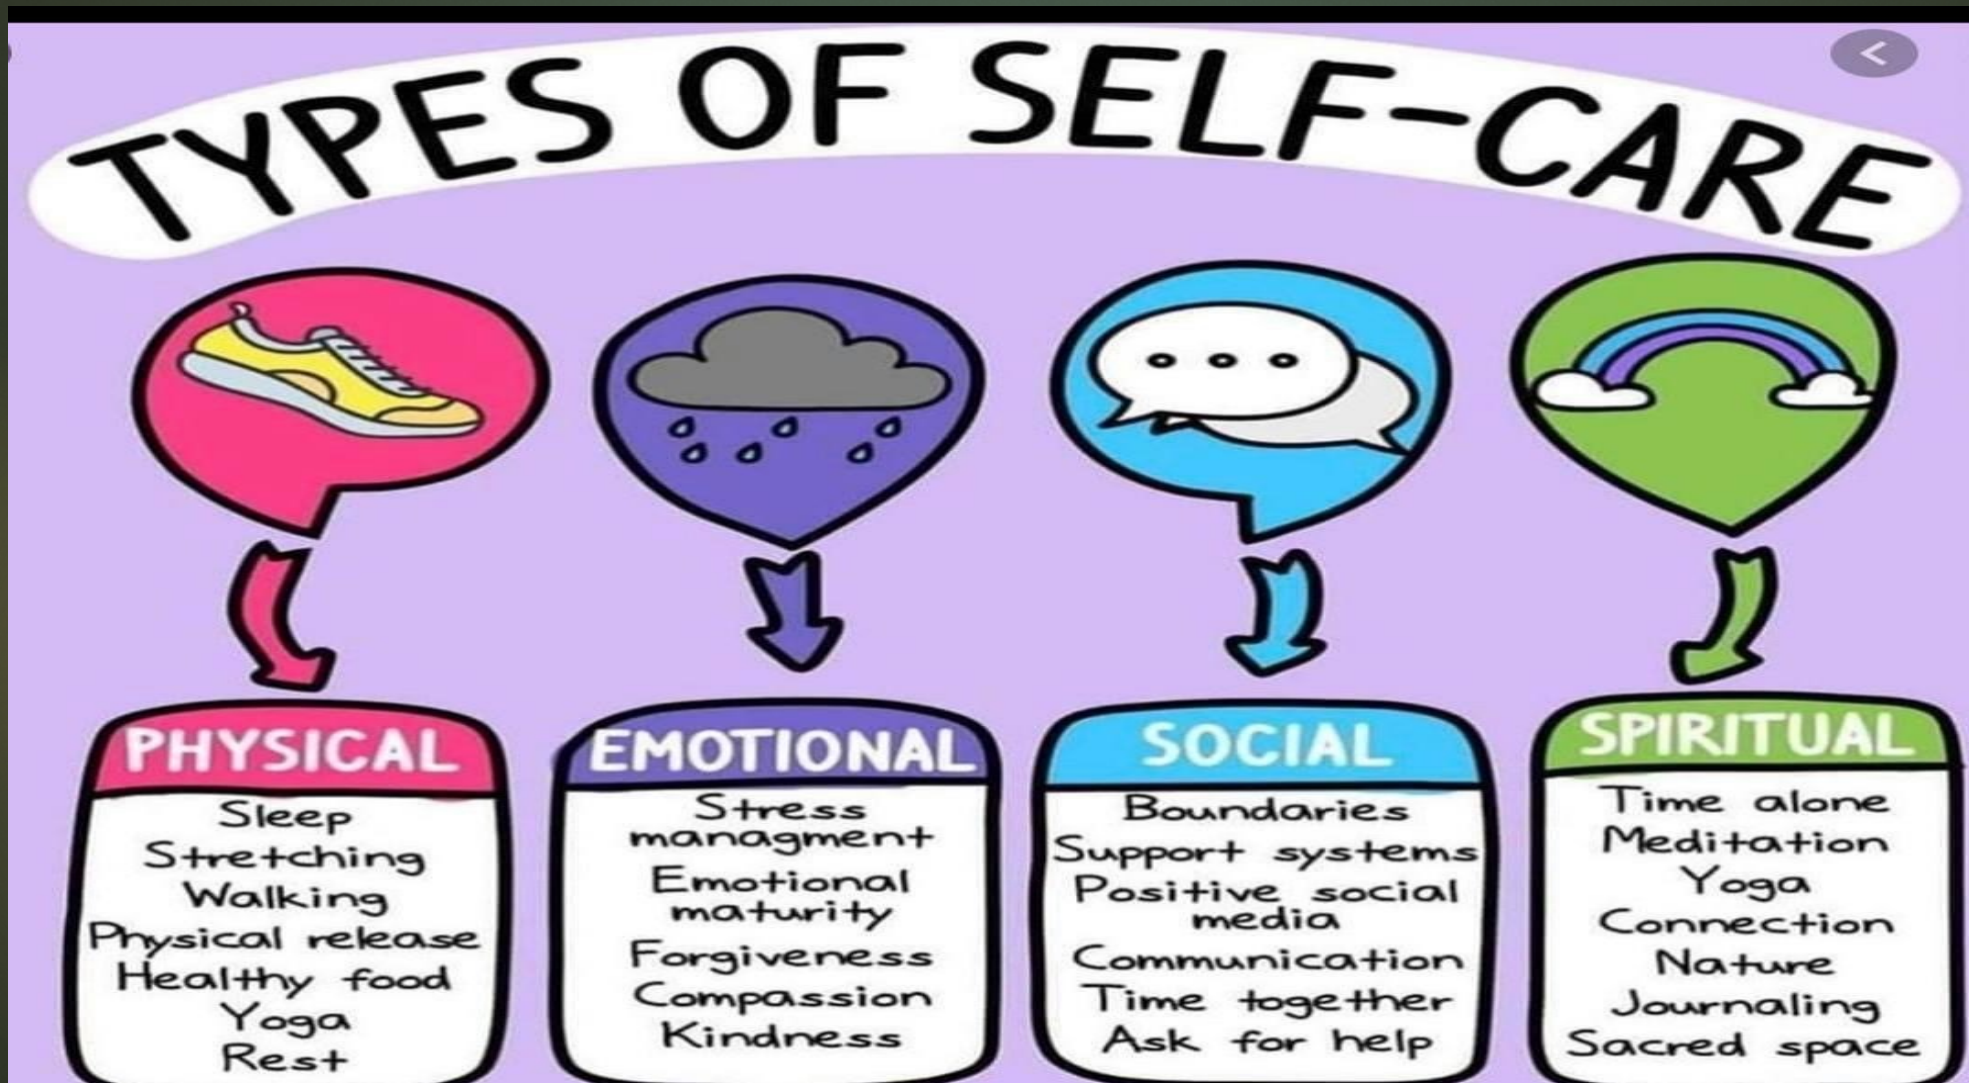 TYPES OF SELF-CARE
PHYSICAL
Sleep
Stretching
Walking
Physical release
Healthy food
Yoga
Rest
EMOTIONAL
Stress
managment
Emotional
maturity
Forgiveness
Compassion
Kindness
SOCIAL
Boundaries
Support systems
Positive social
media
Communication
Time together
Ask for help
SPIRITUAL
Time alone
Meditation
Yoga
Connection
Nature
Journaling
Sacred space